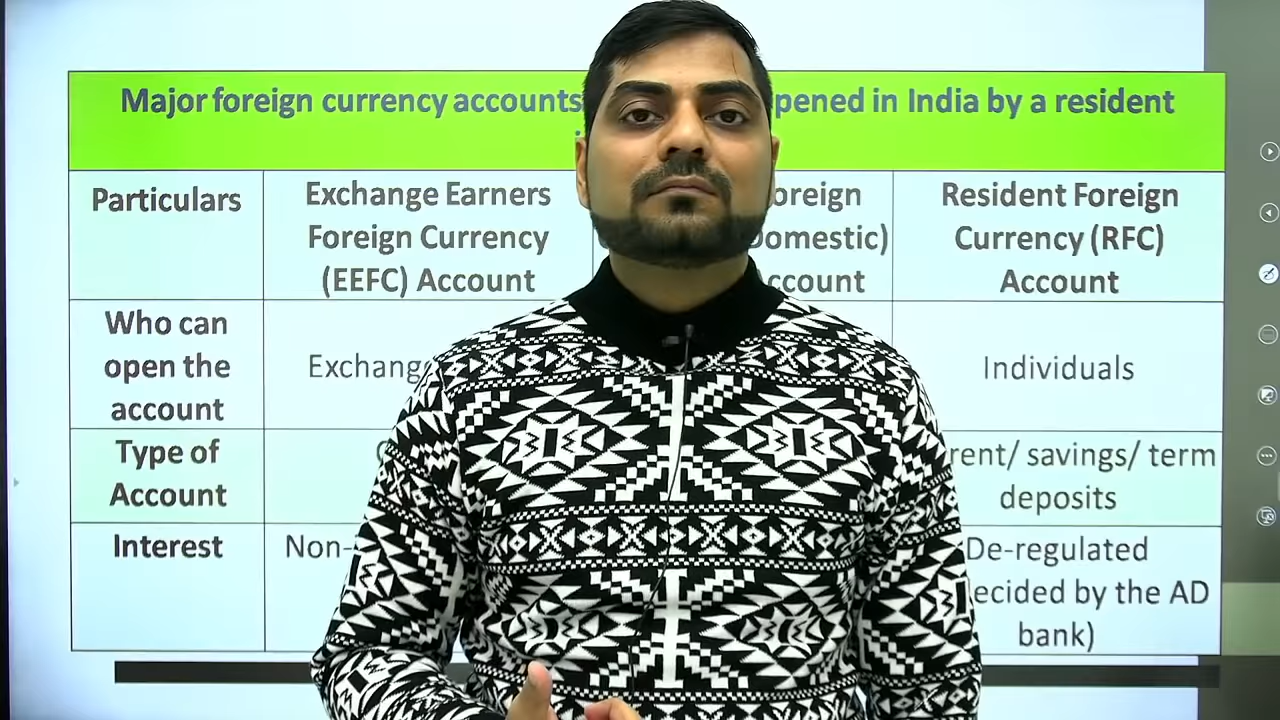 Major foreign currency accounts pened in India by a resident
Particulars
Exchange Earners
Foreign Currency
(EEFC) Account
oreign
omestic)
ccount
Resident Foreign
Currency (RFC)
Account
Who can
open the
account
Exchang
Individuals
Type of
Account
rent/ savings/ term
deposits
Interest
Non-
De-regulated
ecided by the AD
bank)